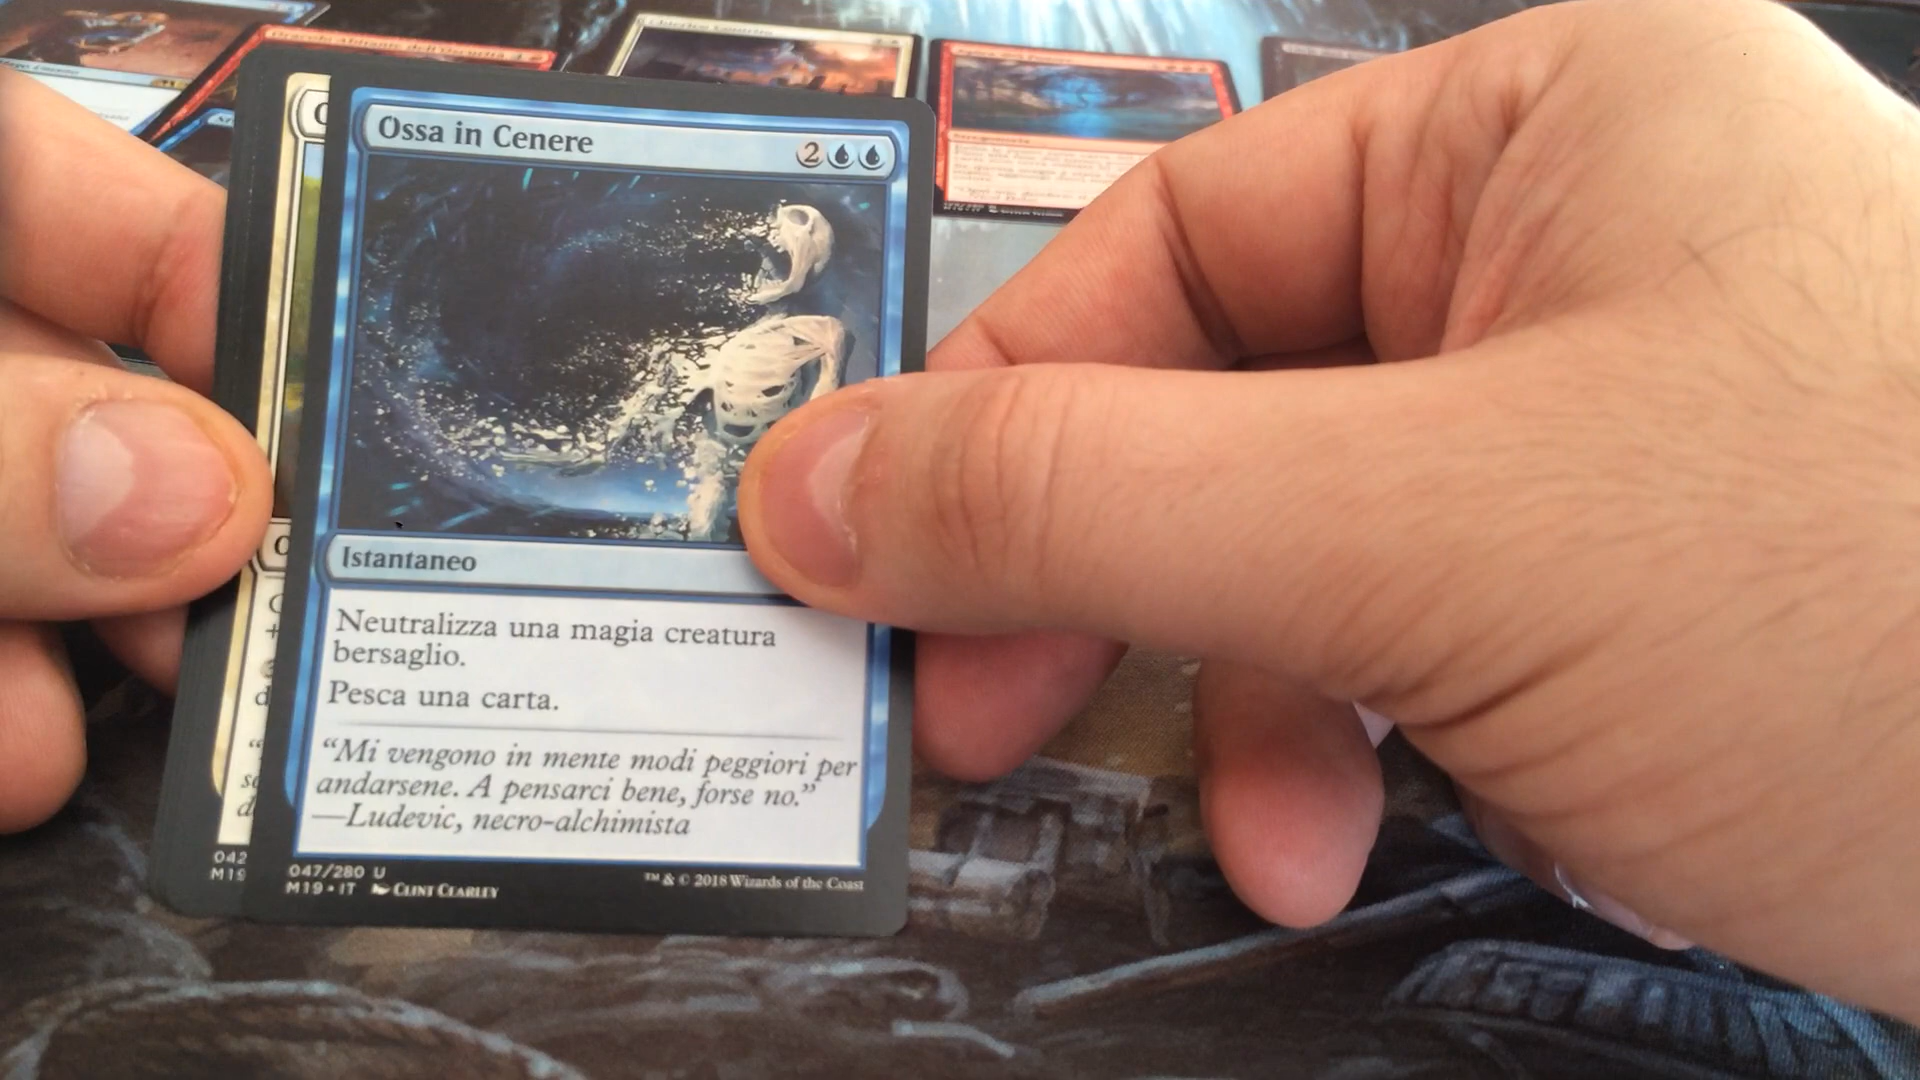 Ossa in Cenere
2
Istantaneo
Neutralizza una magia creatura
bersaglio.
Pesca una carta.
“Mi vengono in mente modi peggiori per
andarsene. A pensarci bene, forse no.”
—Ludevic, necro-alchimista
047/280 U
M19 • IT CLINT CEARLEY
™ & © 2018 Wizards of the Coast
042
M19